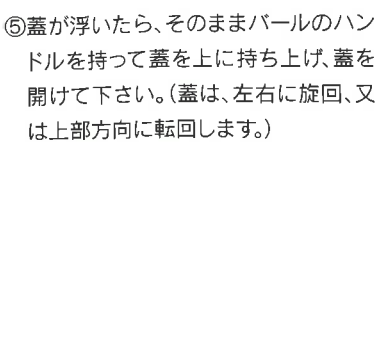 ⑤蓋が浮いたら、そのままバールのハン
ドルを持って蓋を上に持ち上げ、蓋を
開けて下さい。(蓋は、左右に旋回、又
は上部方向に転回します。)